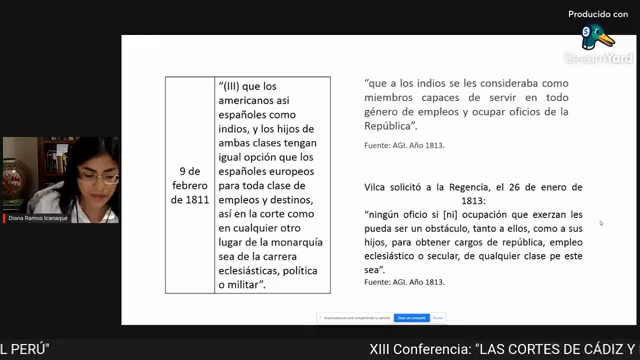 Producido con
StreamYard
9 de
febrero
de 1811
“(III) que los
americanos asi
españoles como
indios, y los hijos de
ambas clases tengan
igual opción que los
españoles europeos
para toda clase de
empleos y destinos,
así en la corte como
en cualquier otro
lugar de la monarquía
sea de la carrera
eclesiásticas, política
o militar”.
“que a los indios se les consideraba como
miembros capaces de servir en todo
género de empleos y ocupar oficios de la
República”.
Fuente: AGI. Año 1813.
Vilca solicitó a la Regencia, el 26 de enero de
1813:
“ningún oficio si [ni] ocupación que exerzan les
pueda ser un obstáculo, tanto a ellos, como a sus
hijos, para obtener cargos de república, empleo
eclesiástico o secular, de qualquier clase pe este
sea”.
Fuente: AGI. Año 1813.
Diana Ramos Icanaqué
L PERÚ"
XIII Conferencia: "LAS CORTES DE CÁDIZ Y